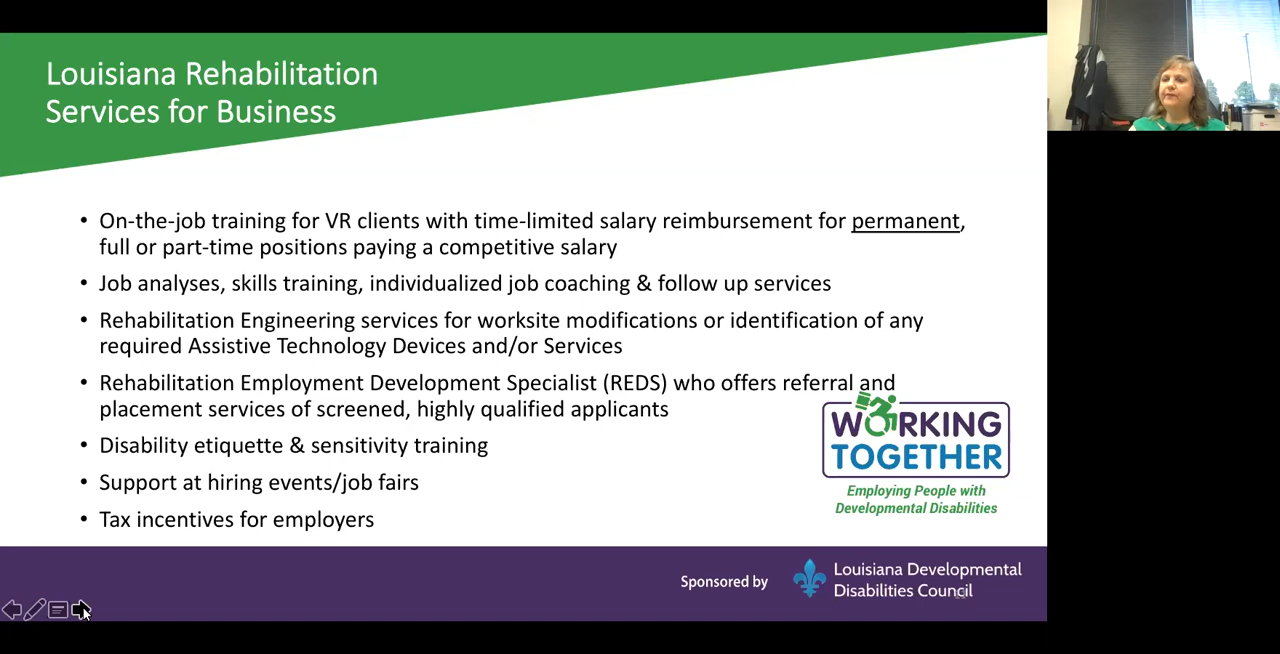 Louisiana Rehabilitation
Services for Business
• On-the-job training for VR clients with time-limited salary reimbursement for permanent,
full or part-time positions paying a competitive salary
• Job analyses, skills training, individualized job coaching & follow up services
• Rehabilitation Engineering services for worksite modifications or identification of any
required Assistive Technology Devices and/or Services
• Rehabilitation Employment Development Specialist (REDS) who offers referral and
placement services of screened, highly qualified applicants
• Disability etiquette & sensitivity training
• Support at hiring events/job fairs
• Tax incentives for employers
WORKING
TOGETHER
Employing People with
Developmental Disabilities
Sponsored by
Louisiana Developmental
Disabilities Council